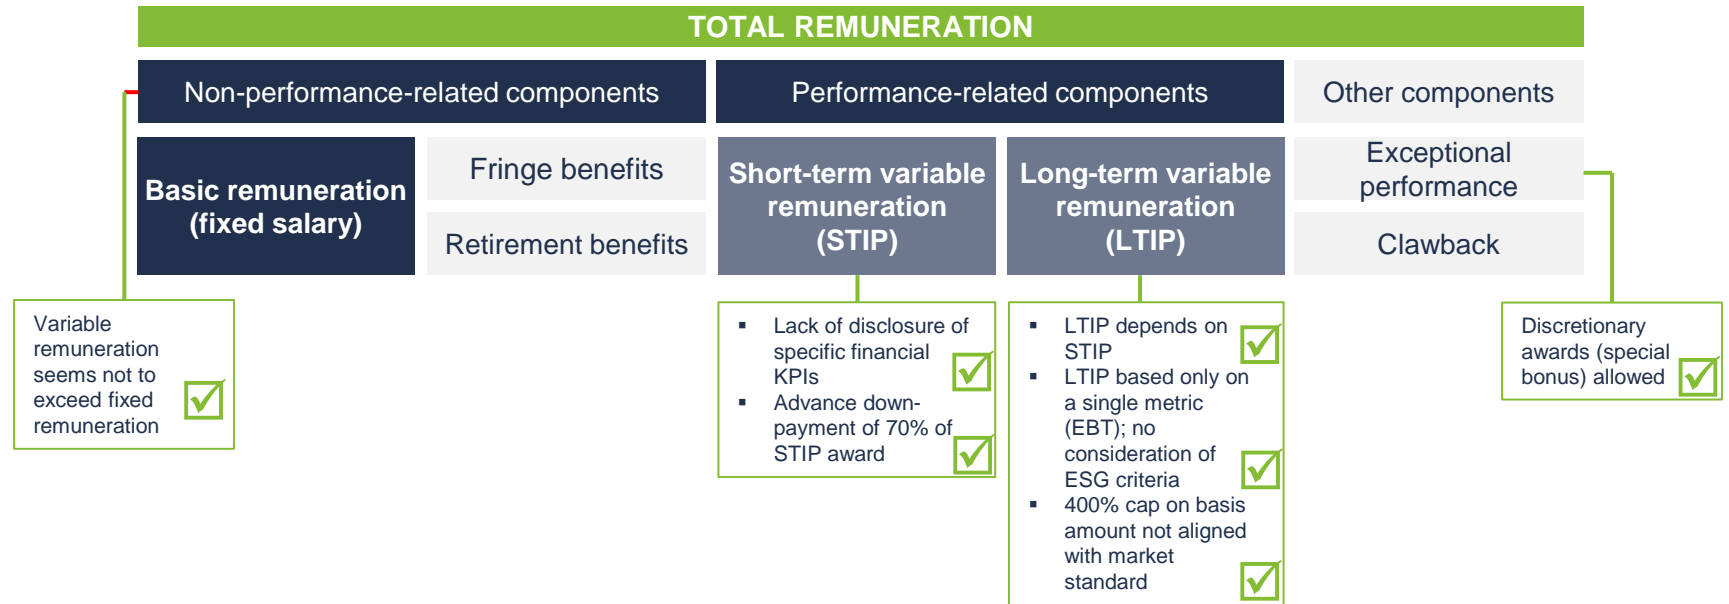 TOTAL REMUNERATION
Non-performance-related components
Performance-related components
Other components
Basic remuneration
(fixed salary)
Fringe benefits
Retirement benefits
Short-term variable
remuneration
(STIP)
Long-term variable
remuneration
(LTIP)
Exceptional
performance
Clawback
Variable
remuneration
seems not to
exceed fixed
remuneration
▪ Lack of disclosure of
specific financial
KPIs
▪ Advance down-
payment of 70% of
STIP award
▪ LTIP depends on
STIP
▪ LTIP based only on
a single metric
(EBT); no
consideration of
ESG criteria
▪ 400% cap on basis
amount not aligned
with market
standard
Discretionary
awards (special
bonus) allowed